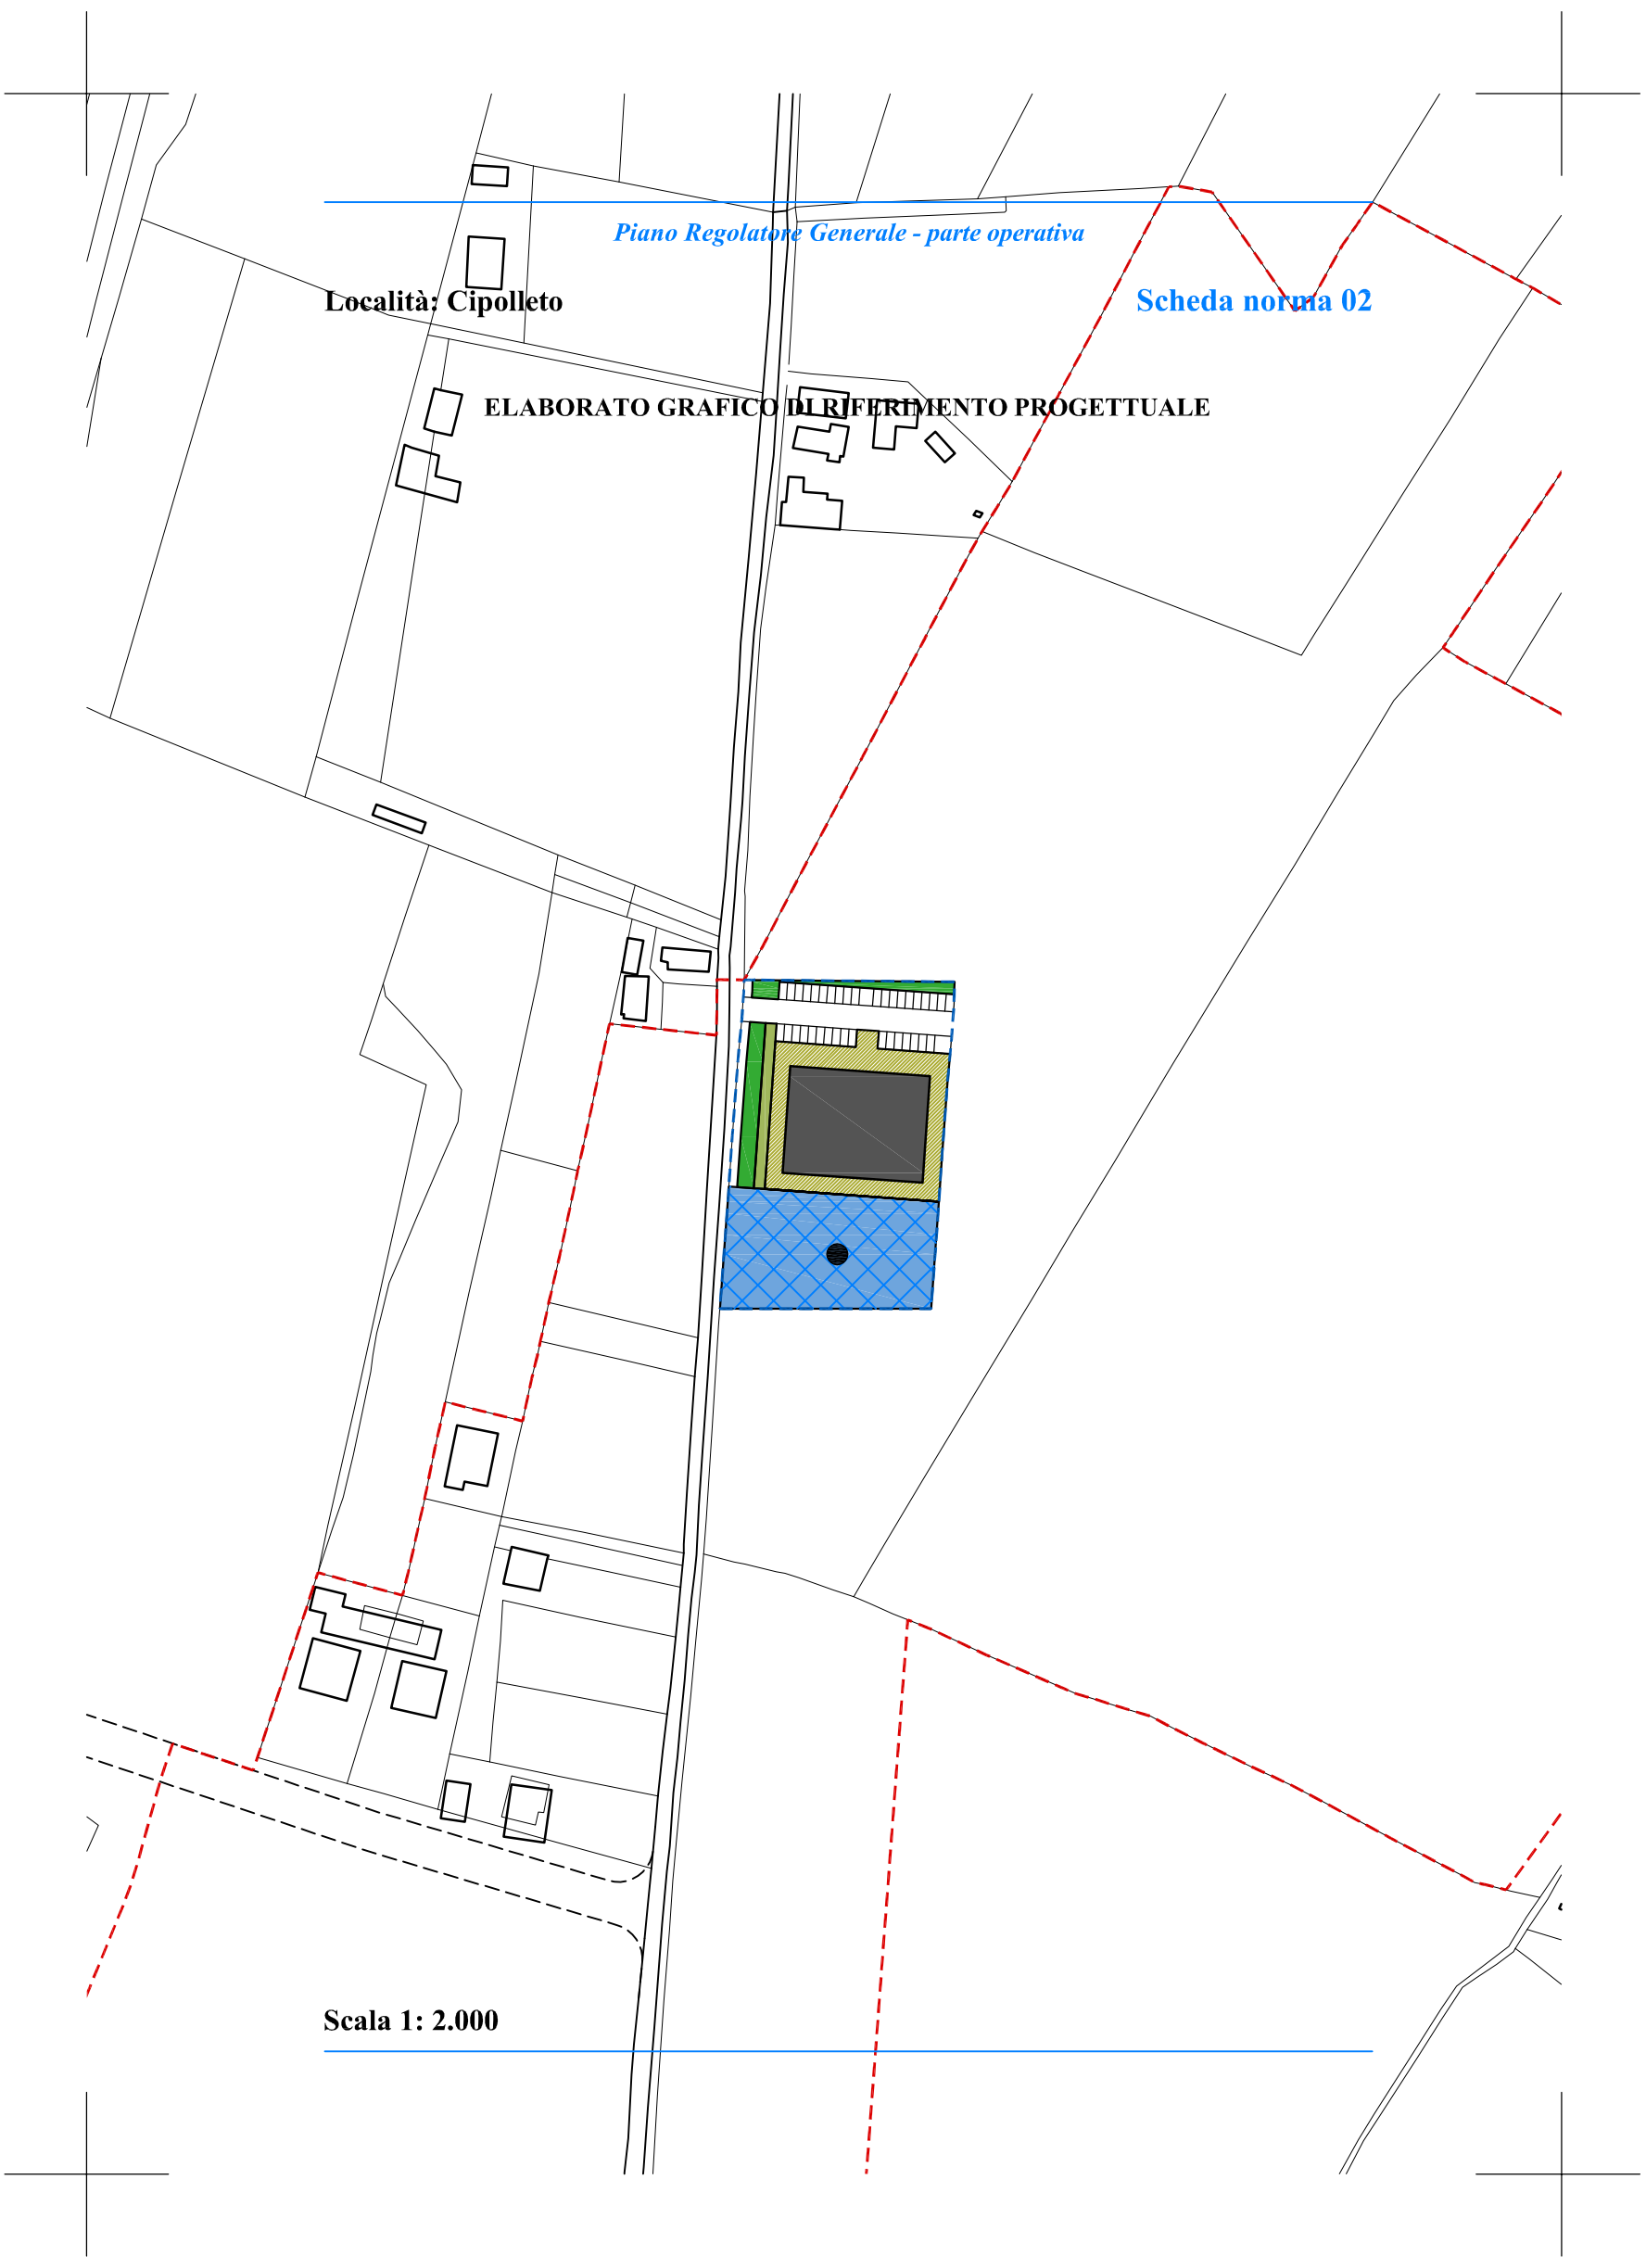 Piano Regolatore Generale - parte operativa
Località: Cipolleto
Scheda norma 02
ELABORATO GRAFICO DI RIFERIMENTO PROGETTUALE
Scala 1: 2.000